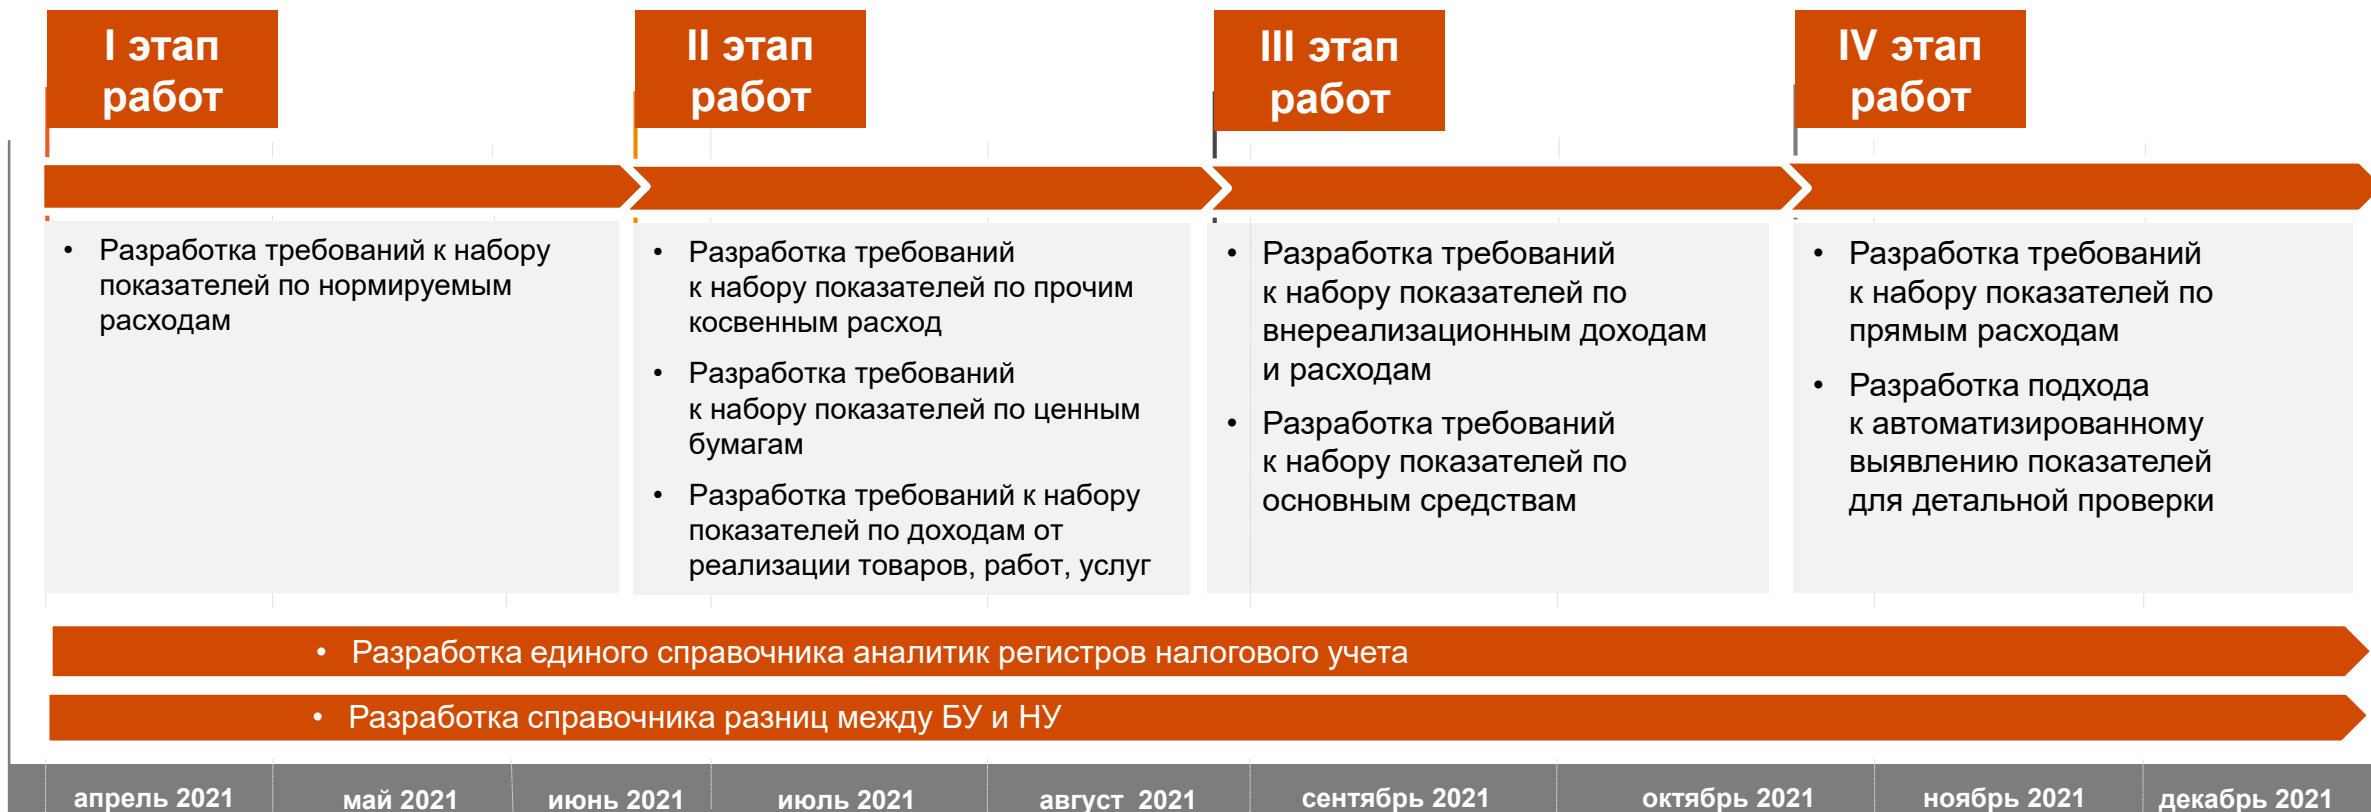 I этап
работ
II этап
работ
III этап
работ
IV этап
работ
• Разработка требований к набору
показателей по нормируемым
расходам
• Разработка требований
к набору показателей по прочим
косвенным расход
• Разработка требований
к набору показателей по ценным
бумагам
• Разработка требований к набору
показателей по доходам от
реализации товаров, работ, услуг
• Разработка требований
к набору показателей по
внереализационным доходам
и расходам
• Разработка требований
к набору показателей по
основным средствам
• Разработка требований
к набору показателей по
прямым расходам
• Разработка подхода
к автоматизированному
выявлению показателей
для детальной проверки
• Разработка единого справочника аналитик регистров налогового учета
• Разработка справочника разниц между БУ и НУ
апрель 2021
май 2021
июнь 2021
июль 2021
август 2021
сентябрь 2021
октябрь 2021
ноябрь 2021
декабрь 2021